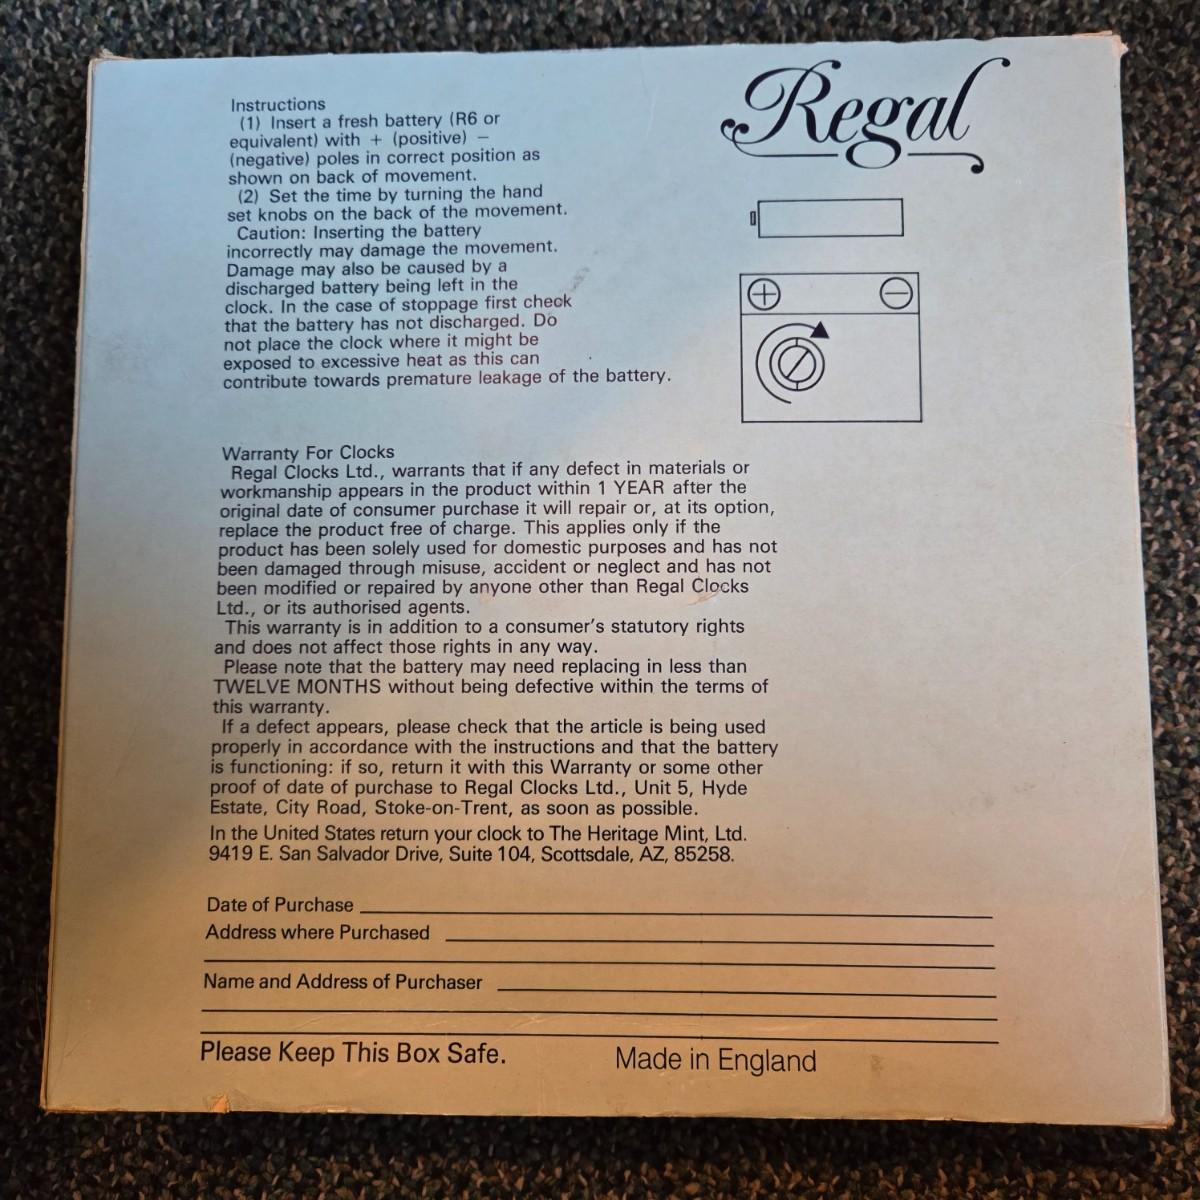 Regal
Instructions
(1) Insert a fresh battery (R6 or
equivalent) with + (positive) −
(negative) poles in correct position as
shown on back of movement.
(2) Set the time by turning the hand
set knobs on the back of the movement.
Caution: Inserting the battery
incorrectly may damage the movement.
Damage may also be caused by a
discharged battery being left in the
clock. In the case of stoppage first check
that the battery has not discharged. Do
not place the clock where it might be
exposed to excessive heat as this can
contribute towards premature leakage of the battery.
+ −
Warranty For Clocks
Regal Clocks Ltd., warrants that if any defect in materials or
workmanship appears in the product within 1 YEAR after the
original date of consumer purchase it will repair or, at its option,
replace the product free of charge. This applies only if the
product has been solely used for domestic purposes and has not
been damaged through misuse, accident or neglect and has not
been modified or repaired by anyone other than Regal Clocks
Ltd., or its authorised agents.
This warranty is in addition to a consumer's statutory rights
and does not affect those rights in any way.
Please note that the battery may need replacing in less than
TWELVE MONTHS without being defective within the terms of
this warranty.
If a defect appears, please check that the article is being used
properly in accordance with the instructions and that the battery
is functioning: if so, return it with this Warranty or some other
proof of date of purchase to Regal Clocks Ltd., Unit 5, Hyde
Estate, City Road, Stoke-on-Trent, as soon as possible.
In the United States return your clock to The Heritage Mint, Ltd.
9419 E. San Salvador Drive, Suite 104, Scottsdale, AZ, 85258.
Date of Purchase
Address where Purchased
Name and Address of Purchaser
Please Keep This Box Safe.
Made in England